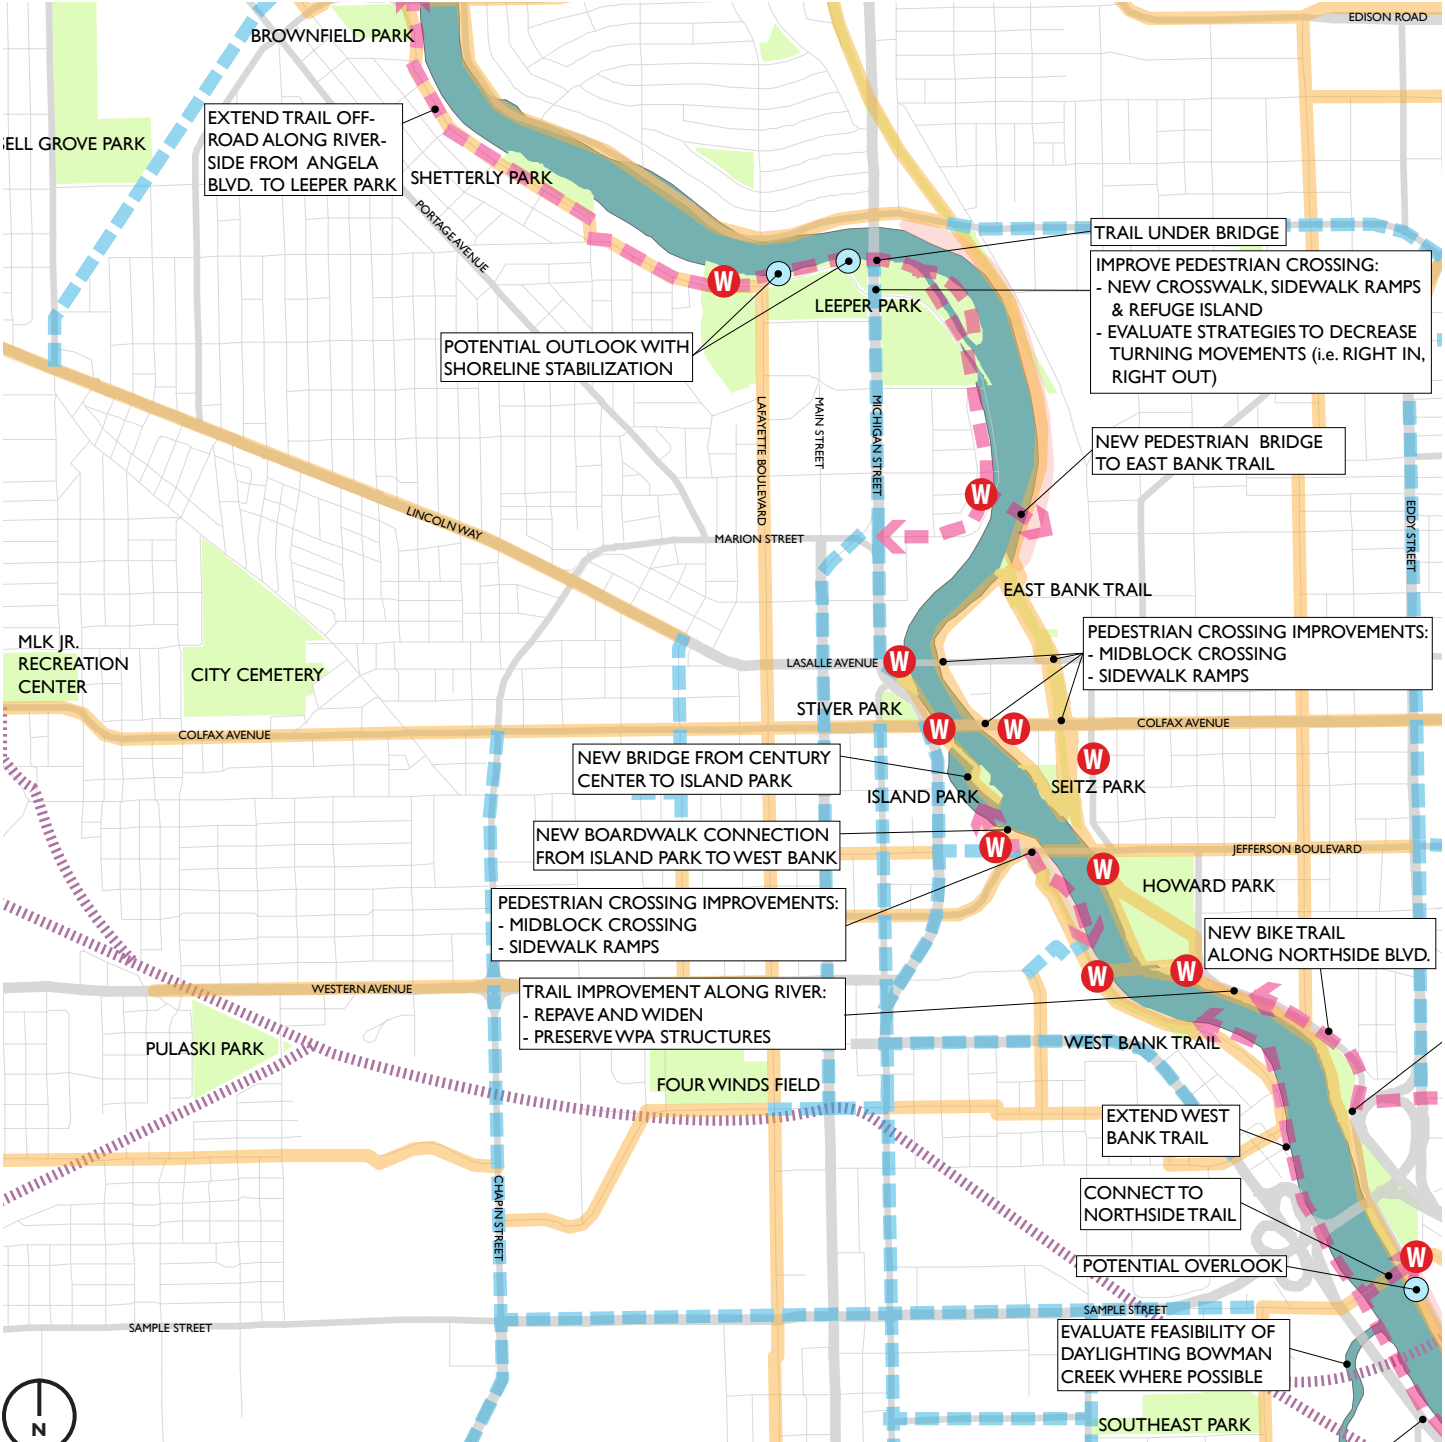 EDISON ROAD
BROWNFIELD PARK
EXTEND TRAIL OFF-
ROAD ALONG RIVER-
SIDE FROM ANGELA
BLVD. TO LEEPER PARK
SELL GROVE PARK
SHETTERLY PARK
PORTAGE AVENUE
TRAIL UNDER BRIDGE
IMPROVE PEDESTRIAN CROSSING:
- NEW CROSSWALK, SIDEWALK RAMPS
& REFUGE ISLAND
- EVALUATE STRATEGIES TO DECREASE
TURNING MOVEMENTS (i.e. RIGHT IN,
RIGHT OUT)
W
LEEPER PARK
POTENTIAL OUTLOOK WITH
SHORELINE STABILIZATION
LAFAYETTE BOULEVARD
MAIN STREET
MICHIGAN STREET
NEW PEDESTRIAN BRIDGE
TO EAST BANK TRAIL
W
LINCOLN WAY
MARION STREET
EDDY STREET
EAST BANK TRAIL
MLK JR.
RECREATION
CENTER
CITY CEMETERY
PEDESTRIAN CROSSING IMPROVEMENTS:
- MIDBLOCK CROSSING
- SIDEWALK RAMPS
LASALLE AVENUE
W
STIVER PARK
COLFAX AVENUE
W
W
COLFAX AVENUE
NEW BRIDGE FROM CENTURY
CENTER TO ISLAND PARK
W
SEITZ PARK
ISLAND PARK
NEW BOARDWALK CONNECTION
FROM ISLAND PARK TO WEST BANK
W
JEFFERSON BOULEVARD
W
HOWARD PARK
PEDESTRIAN CROSSING IMPROVEMENTS:
- MIDBLOCK CROSSING
- SIDEWALK RAMPS
NEW BIKE TRAIL
ALONG NORTHSIDE BLVD.
W
W
WESTERN AVENUE
TRAIL IMPROVEMENT ALONG RIVER:
- REPAVE AND WIDEN
- PRESERVE WPA STRUCTURES
PULASKI PARK
WEST BANK TRAIL
FOUR WINDS FIELD
EXTEND WEST
BANK TRAIL
CHAPIN STREET
CONNECT TO
NORTHSIDE TRAIL
W
POTENTIAL OVERLOOK
SAMPLE STREET
SAMPLE STREET
EVALUATE FEASIBILITY OF
DAYLIGHTING BOWMAN
CREEK WHERE POSSIBLE
SOUTHEAST PARK
N